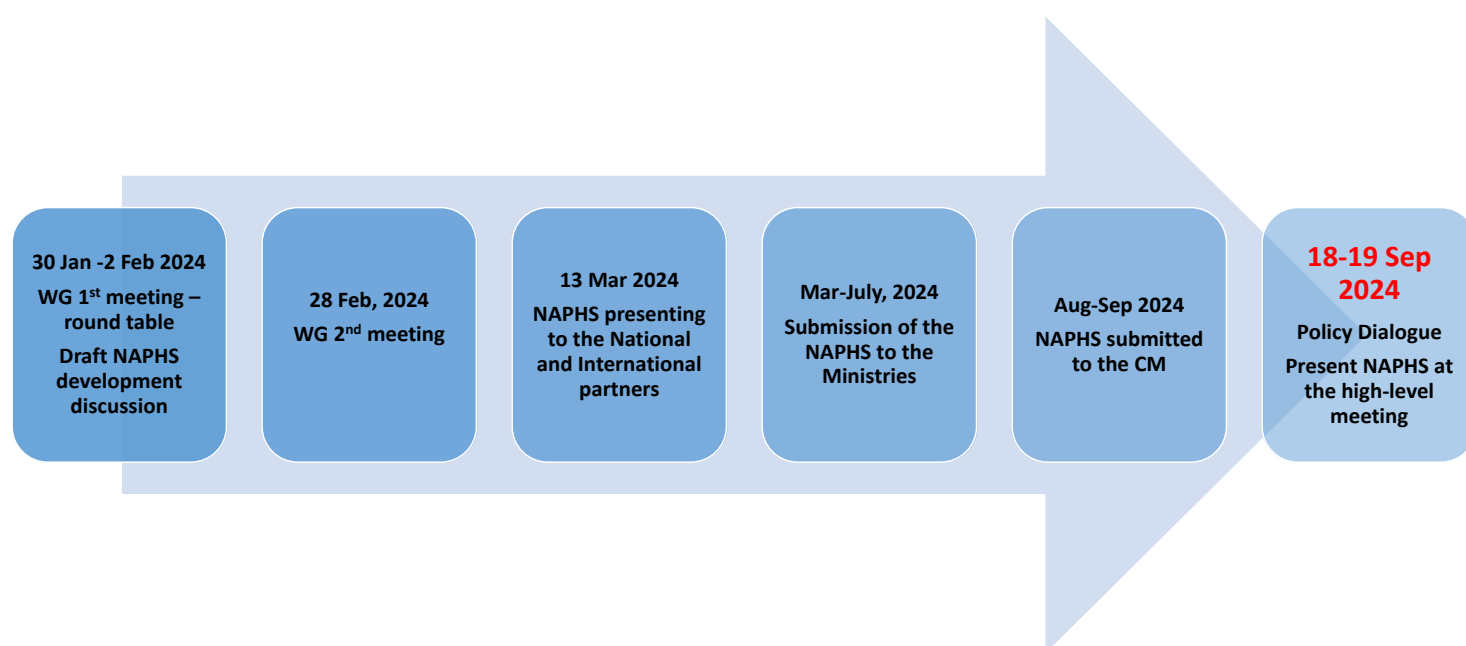 30 Jan -2 Feb 2024
WG 1st meeting –
round table
Draft NAPHS
development
discussion
28 Feb, 2024
WG 2nd meeting
13 Mar 2024
NAPHS presenting
to the National
and International
partners
Mar-July, 2024
Submission of the
NAPHS to the
Ministries
Aug-Sep 2024
NAPHS submitted
to the CM
18-19 Sep
2024
Policy Dialogue
Present NAPHS at
the high-level
meeting